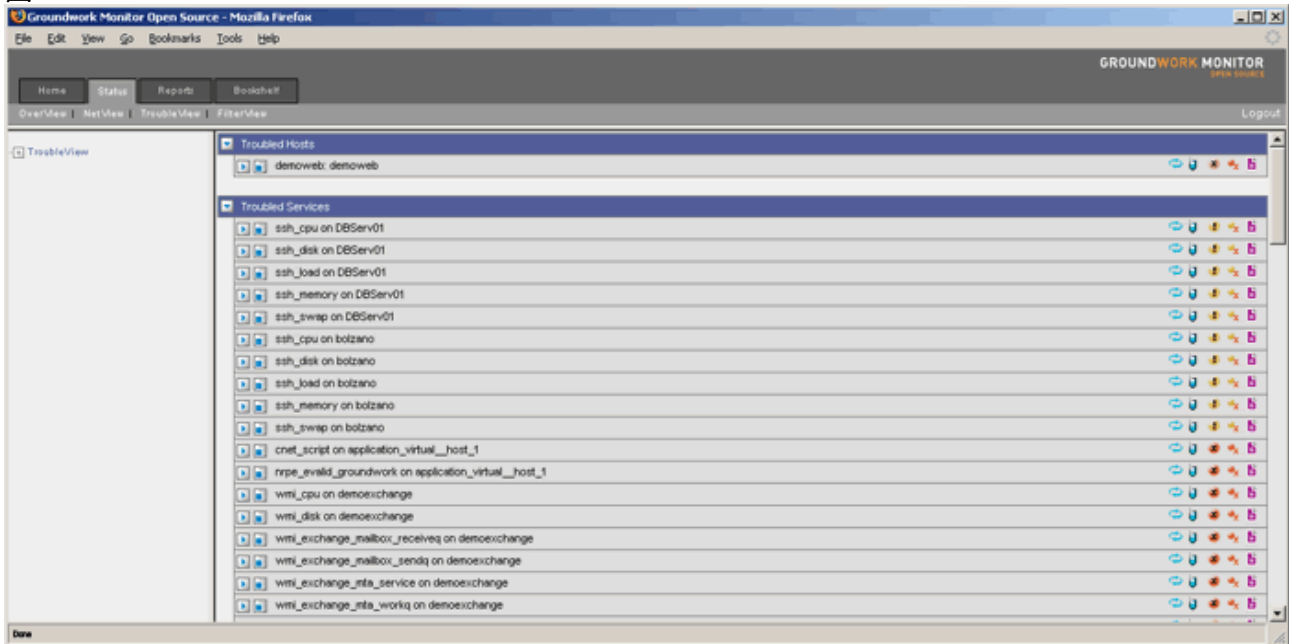 Groundwork Monitor Open Source - Mozilla Firefox
File Edit View Go Bookmarks Tools Help
GROUNDWORK MONITOR
OPEN SOURCE
Home Status Reports Bookshelf
OverView | NetView | TroubleView | FilterView Logout
TroubleView
Troubled Hosts
demoweb: demoweb
Troubled Services
ssh_cpu on DBServ01
ssh_disk on DBServ01
ssh_load on DBServ01
ssh_memory on DBServ01
ssh_swap on DBServ01
ssh_cpu on bolzano
ssh_disk on bolzano
ssh_load on bolzano
ssh_memory on bolzano
ssh_swap on bolzano
cnet_script on application_virtual__host_1
nrpe_evalid_groundwork on application_virtual__host_1
wmi_cpu on demoexchange
wmi_disk on demoexchange
wmi_exchange_mailbox_receiveq on demoexchange
wmi_exchange_mailbox_sendq on demoexchange
wmi_exchange_mta_service on demoexchange
wmi_exchange_mta_workq on demoexchange
Done